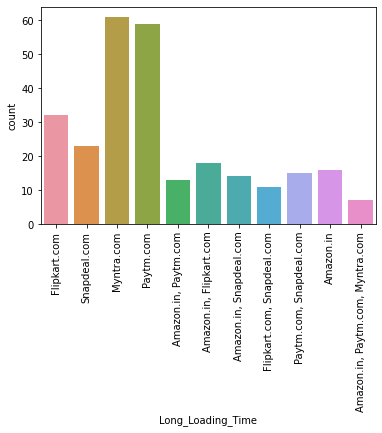 60
50
40
30
20
10
0
count
Flipkart.com
Snapdeal.com
Myntra.com
Paytm.com
Amazon.in, Paytm.com
Amazon.in, Flipkart.com
Amazon.in, Snapdeal.com
Flipkart.com, Snapdeal.com
Paytm.com, Snapdeal.com
Amazon.in
Amazon.in, Paytm.com, Myntra.com
Long_Loading_Time